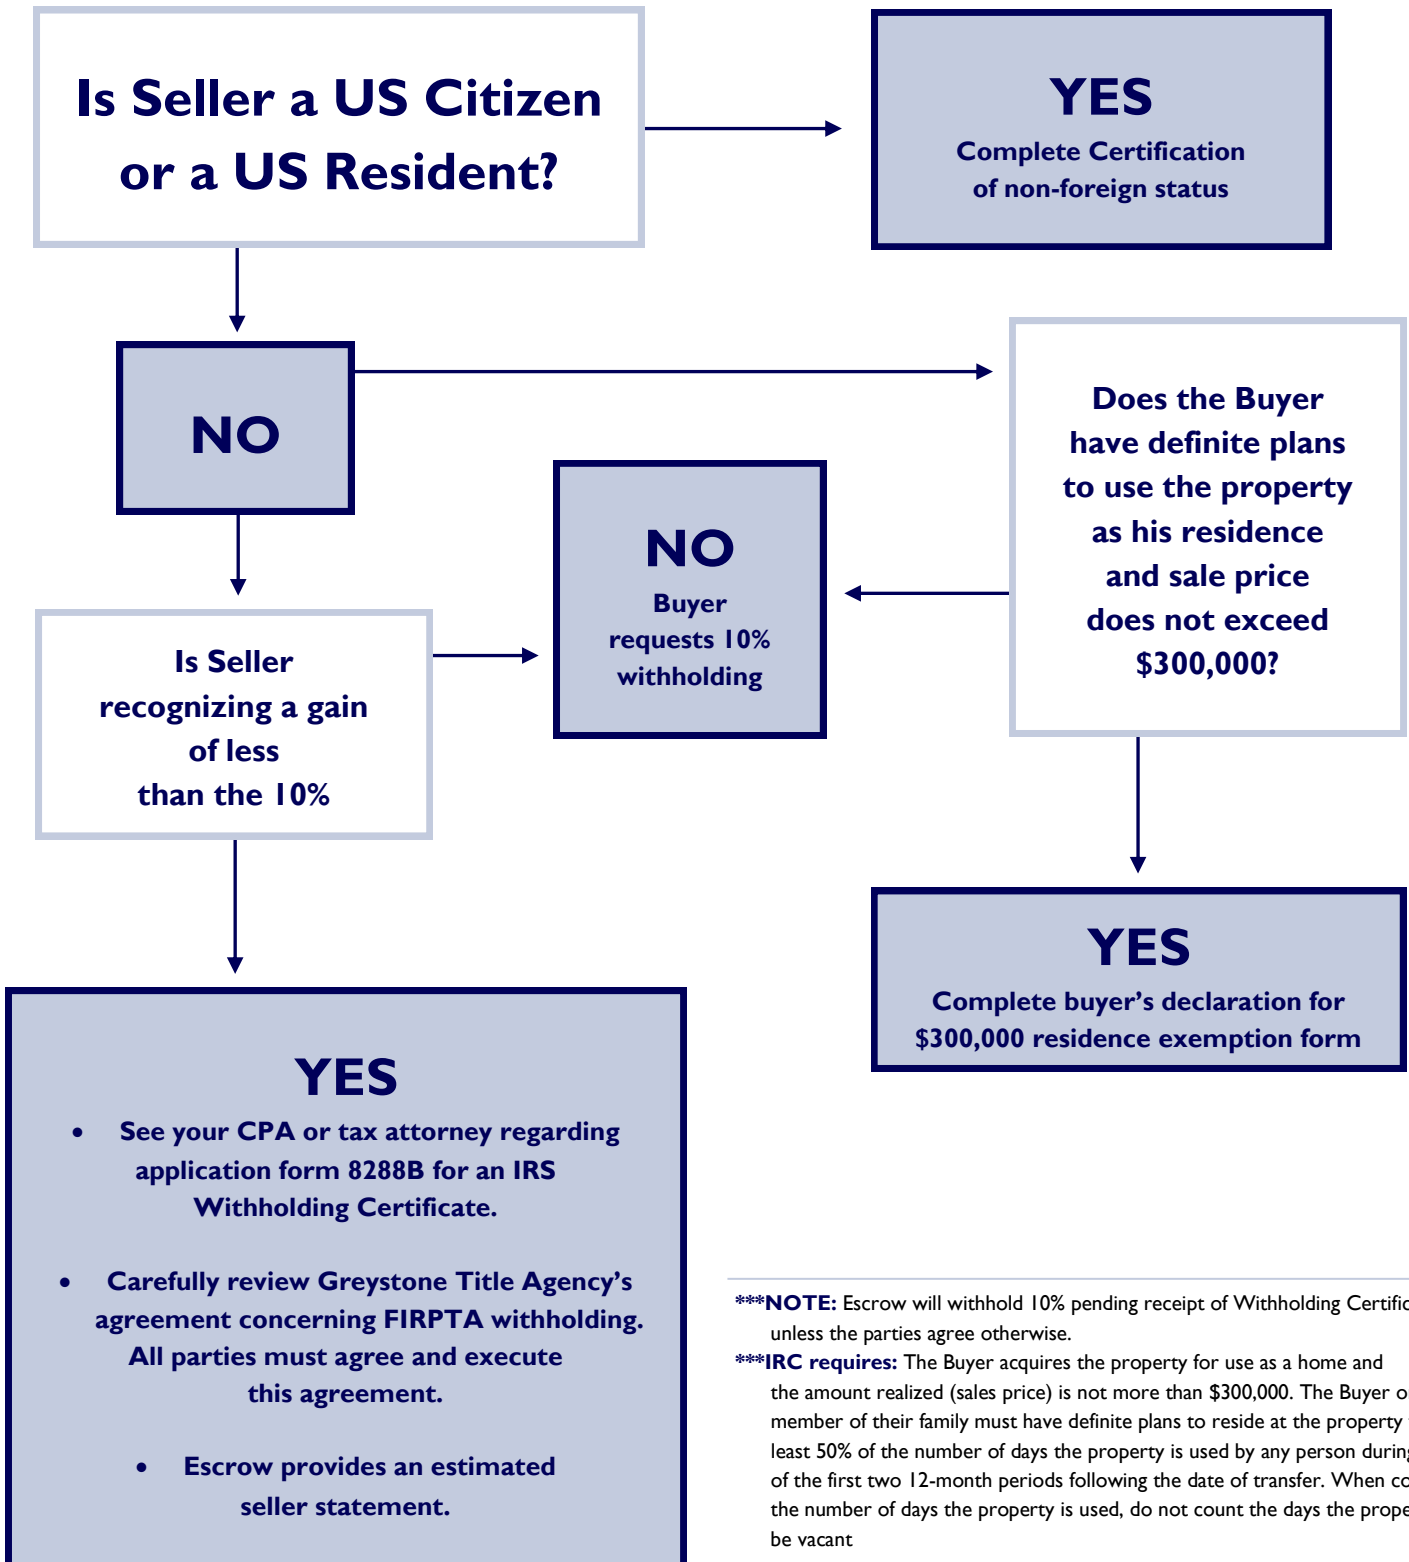 Is Seller a US Citizen
or a US Resident?
YES
Complete Certification
of non-foreign status
NO
Does the Buyer
have definite plans
to use the property
as his residence
and sale price
does not exceed
$300,000?
NO
Buyer
requests 10%
withholding
Is Seller
recognizing a gain
of less
than the 10%
YES
Complete buyer’s declaration for
$300,000 residence exemption form
YES
• See your CPA or tax attorney regarding
application form 8288B for an IRS
Withholding Certificate.
• Carefully review Greystone Title Agency’s
agreement concerning FIRPTA withholding.
All parties must agree and execute
this agreement.
• Escrow provides an estimated
seller statement.
***NOTE: Escrow will withhold 10% pending receipt of Withholding
unless the parties agree otherwise.
***IRC requires: The Buyer acquires the property for use as a home and
the amount realized (sales price) is not more than $300,000. The Buyer
member of their family must have definite plans to reside at the property
least 50% of the number of days the property is used by any person during
of the first two 12-month periods following the date of transfer. When
the number of days the property is used, do not count the days the
be vacant